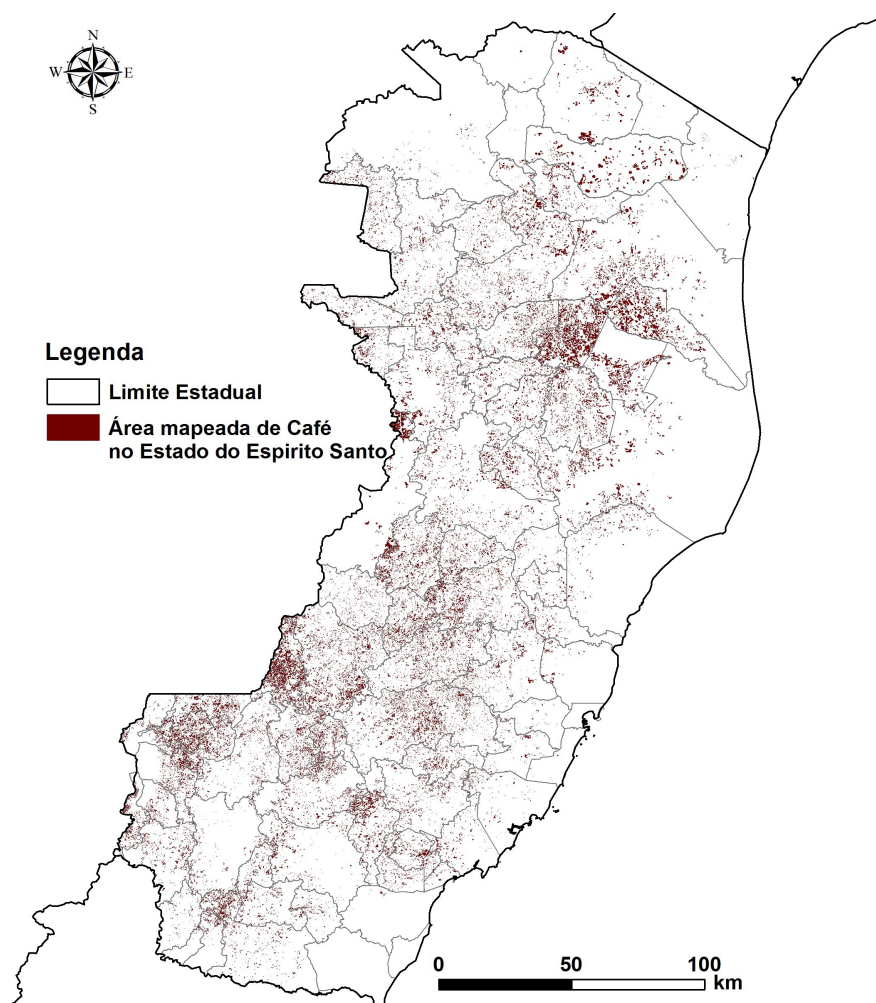 N
W E
S
Legenda
Limite Estadual
Área mapeada de Café
no Estado do Espirito Santo
0 50 100
km